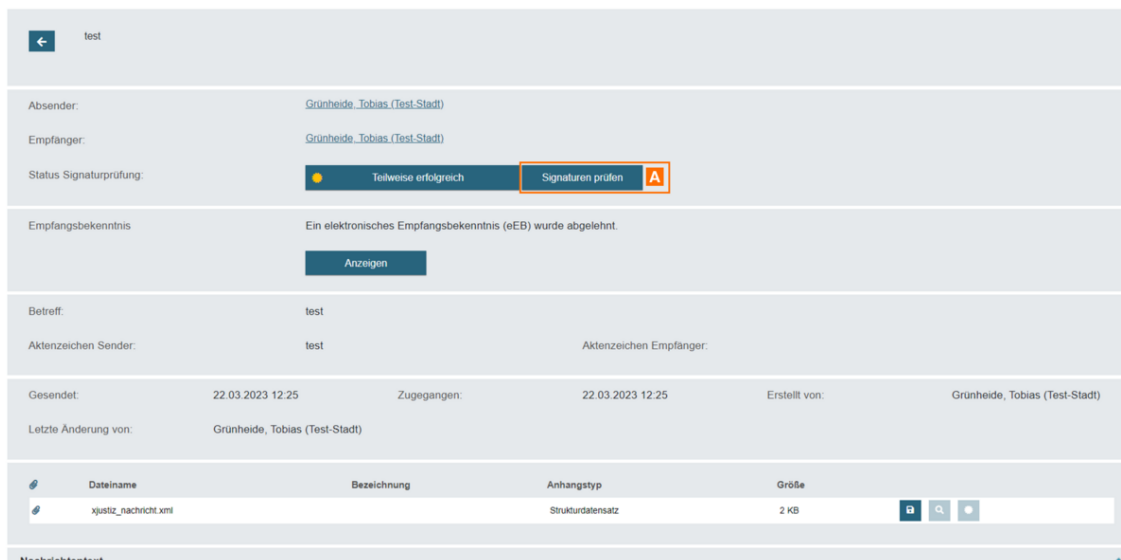 test
Absender: Grünheide, Tobias (Test-Stadt)
Empfänger: Grünheide, Tobias (Test-Stadt)
Status Signaturprüfung: Teilweise erfolgreich Signaturen prüfen A
Empfangsbekenntnis Ein elektronisches Empfangsbekenntnis (eEB) wurde abgelehnt.
Anzeigen
Betreff: test
Aktenzeichen Sender: test Aktenzeichen Empfänger:
Gesendet: 22.03.2023 12:25 Zugegangen: 22.03.2023 12:25 Erstellt von: Grünheide, Tobias (Test-Stadt)
Letzte Änderung von: Grünheide, Tobias (Test-Stadt)
Dateiname Bezeichnung Anhangstyp Größe
xjustiz_nachricht.xml Strukturdatensatz 2 KB
Nachrichtentext